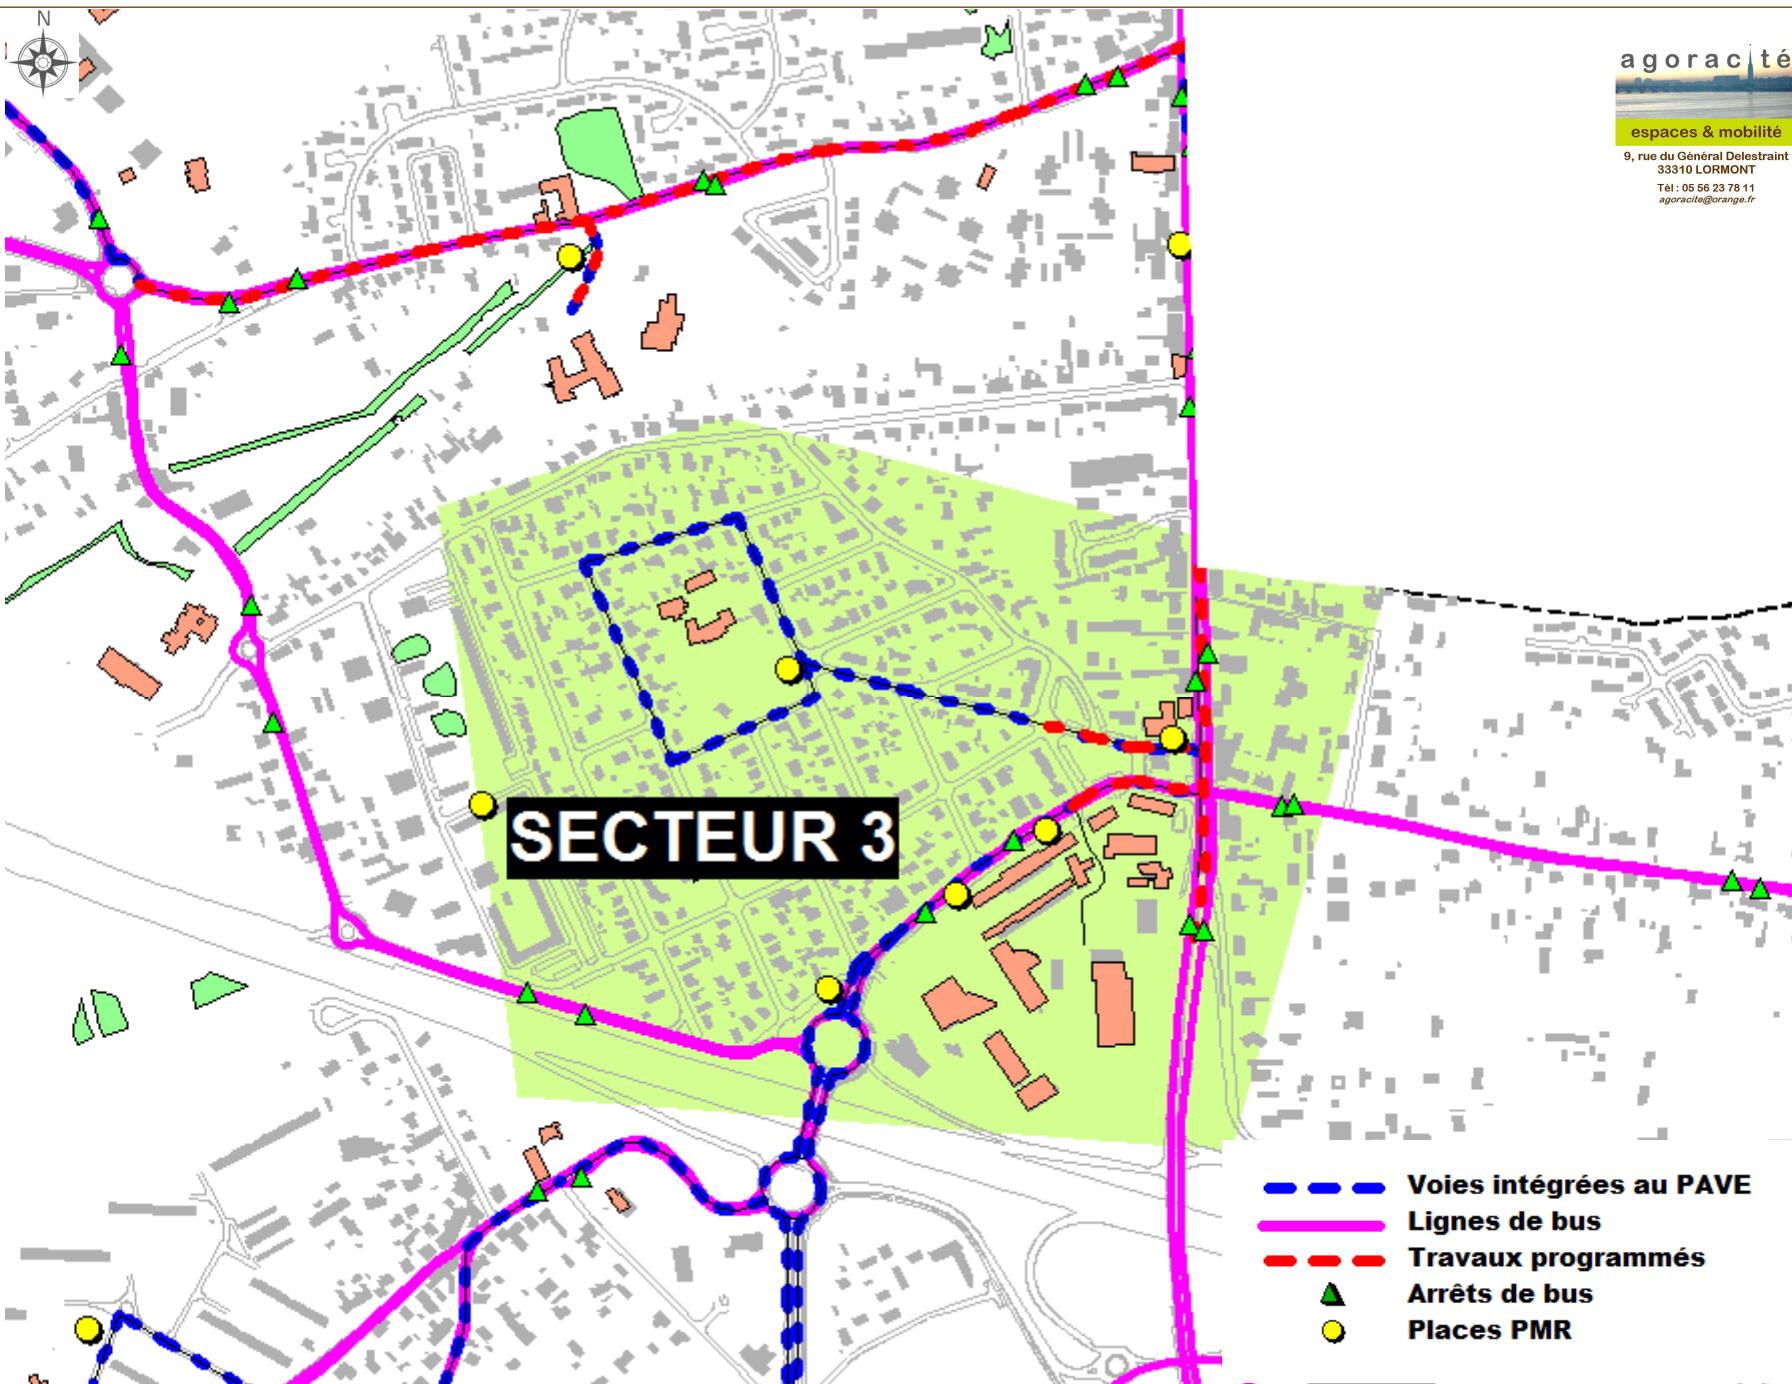 N
agoracité
espaces & mobilité
9, rue du Général Delestraint
33310 LORMONT
Tél : 05 56 23 78 11
agoracite@orange.fr
SECTEUR 3
Voies intégrées au PAVE
Lignes de bus
Travaux programmés
Arrêts de bus
Places PMR